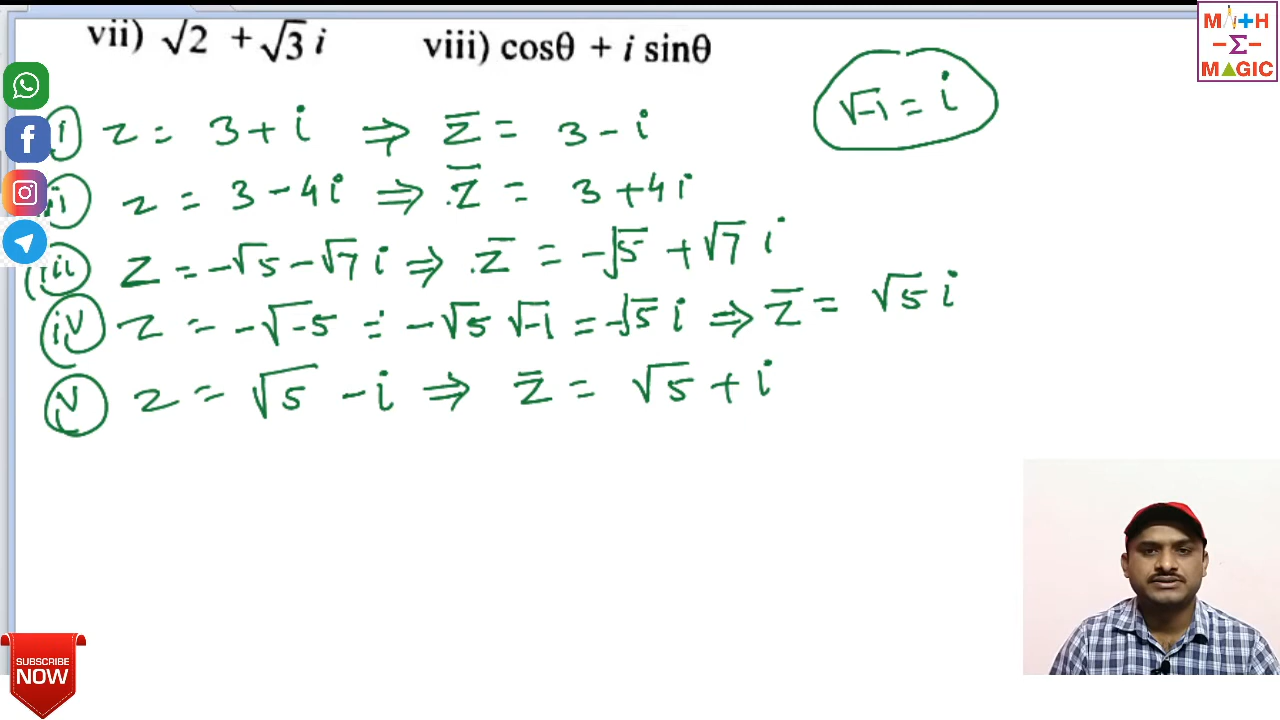 MATH
-Σ-
MAGIC
vii) √2 + √3 i viii) cosθ + i sinθ
√-1 = i
i z = 3 + i ⇒ z̅ = 3 - i
ii z = 3 - 4i ⇒ z̅ = 3 + 4i
iii z = -√5 - √7 i ⇒ z̅ = -√5 + √7 i
iv z = -√-5 = -√5 √-1 = -√5 i ⇒ z̅ = √5 i
v z = √5 - i ⇒ z̅ = √5 + i
SUBSCRIBE
NOW